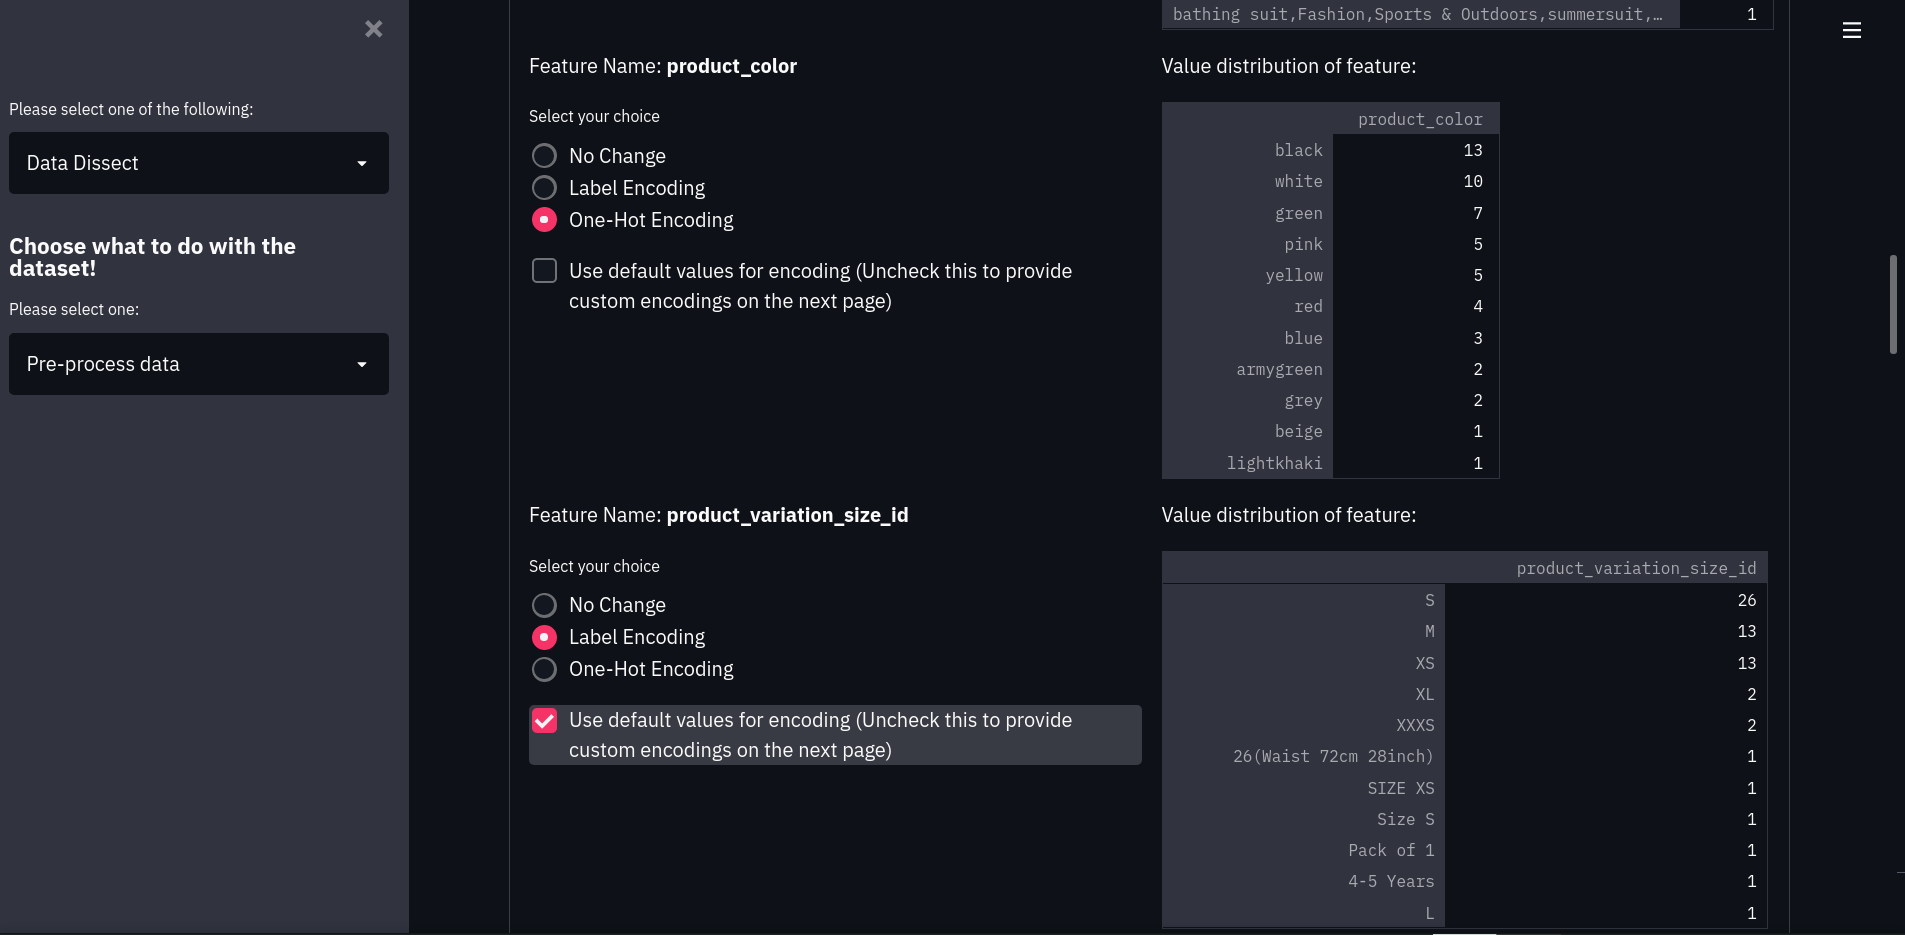 Please select one of the following:
Data Dissect
Choose what to do with the
dataset!
Please select one:
Pre-process data
bathing suit,Fashion,Sports & Outdoors,summersuit,… 1
Feature Name: product_color
Select your choice
No Change
Label Encoding
One-Hot Encoding
Use default values for encoding (Uncheck this to provide
custom encodings on the next page)
Value distribution of feature:
product_color
black 13
white 10
green 7
pink 5
yellow 5
red 4
blue 3
armygreen 2
grey 2
beige 1
lightkhaki 1
Feature Name: product_variation_size_id
Select your choice
No Change
Label Encoding
One-Hot Encoding
Use default values for encoding (Uncheck this to provide
custom encodings on the next page)
Value distribution of feature:
product_variation_size_id
S 26
M 13
XS 13
XL 2
XXXS 2
26(Waist 72cm 28inch) 1
SIZE XS 1
Size S 1
Pack of 1 1
4-5 Years 1
L 1